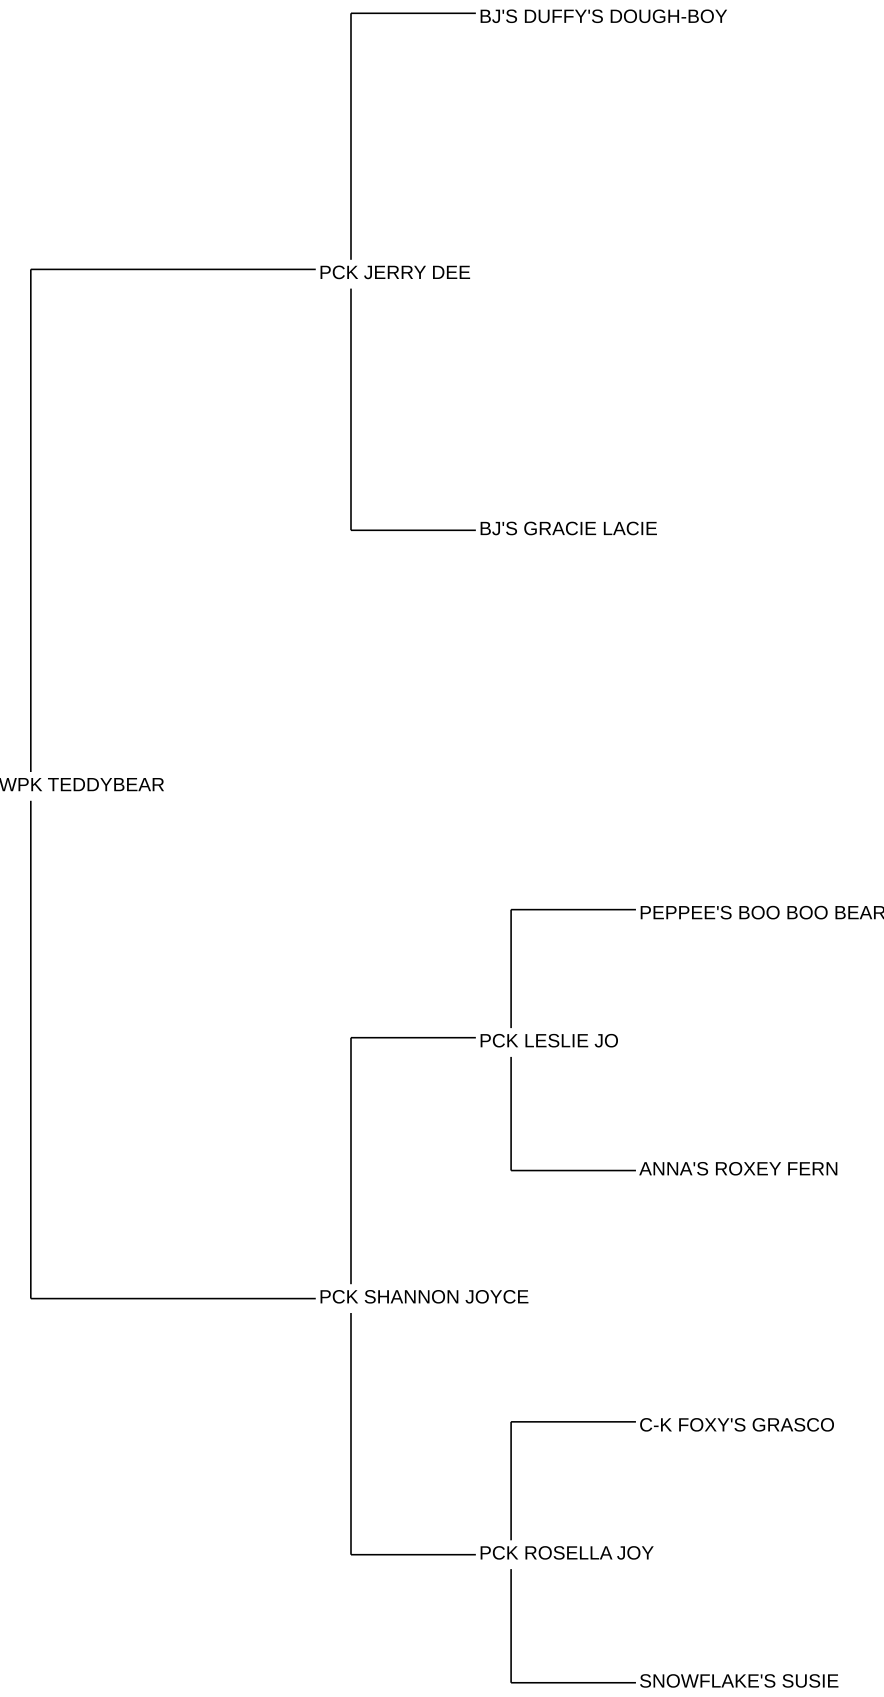 BJ'S DUFFY'S DOUGH-BOY
PCK JERRY DEE
BJ'S GRACIE LACIE
WPK TEDDYBEAR
PEPPEE'S BOO BOO BEAR
PCK LESLIE JO
ANNA'S ROXEY FERN
PCK SHANNON JOYCE
C-K FOXY'S GRASCO
PCK ROSELLA JOY
SNOWFLAKE'S SUSIE